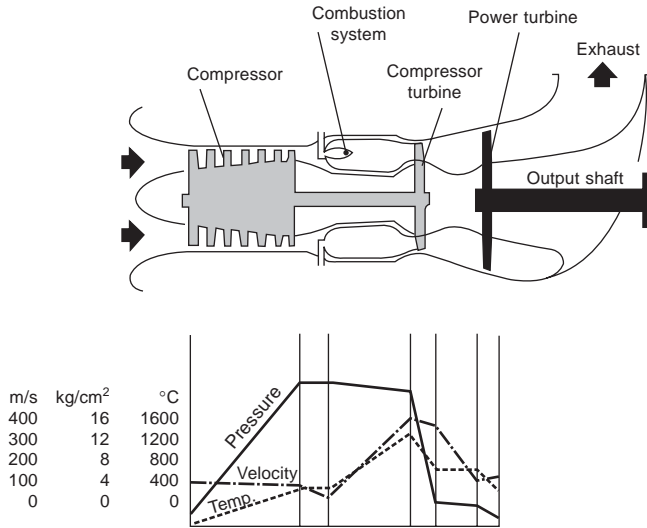 Combustion
system
Power turbine
Exhaust
Compressor
Compressor
turbine
Output shaft
m/s kg/cm² °C
400 16 1600
300 12 1200
200 8 800
100 4 400
0 0 0
Pressure
Velocity
Temp.